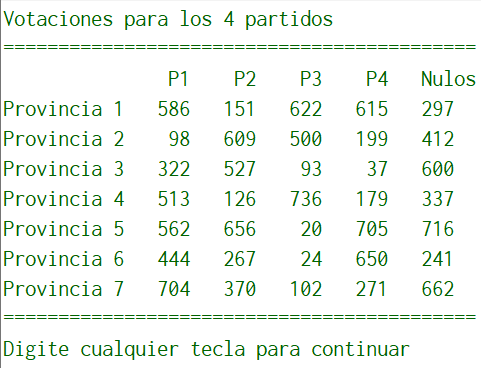 Votaciones para los 4 partidos
===========================================
               P1    P2    P3    P4   Nulos
Provincia 1   586   151   622   615   297
Provincia 2    98   609   500   199   412
Provincia 3   322   527    93    37   600
Provincia 4   513   126   736   179   337
Provincia 5   562   656    20   705   716
Provincia 6   444   267    24   650   241
Provincia 7   704   370   102   271   662
===========================================
Digite cualquier tecla para continuar